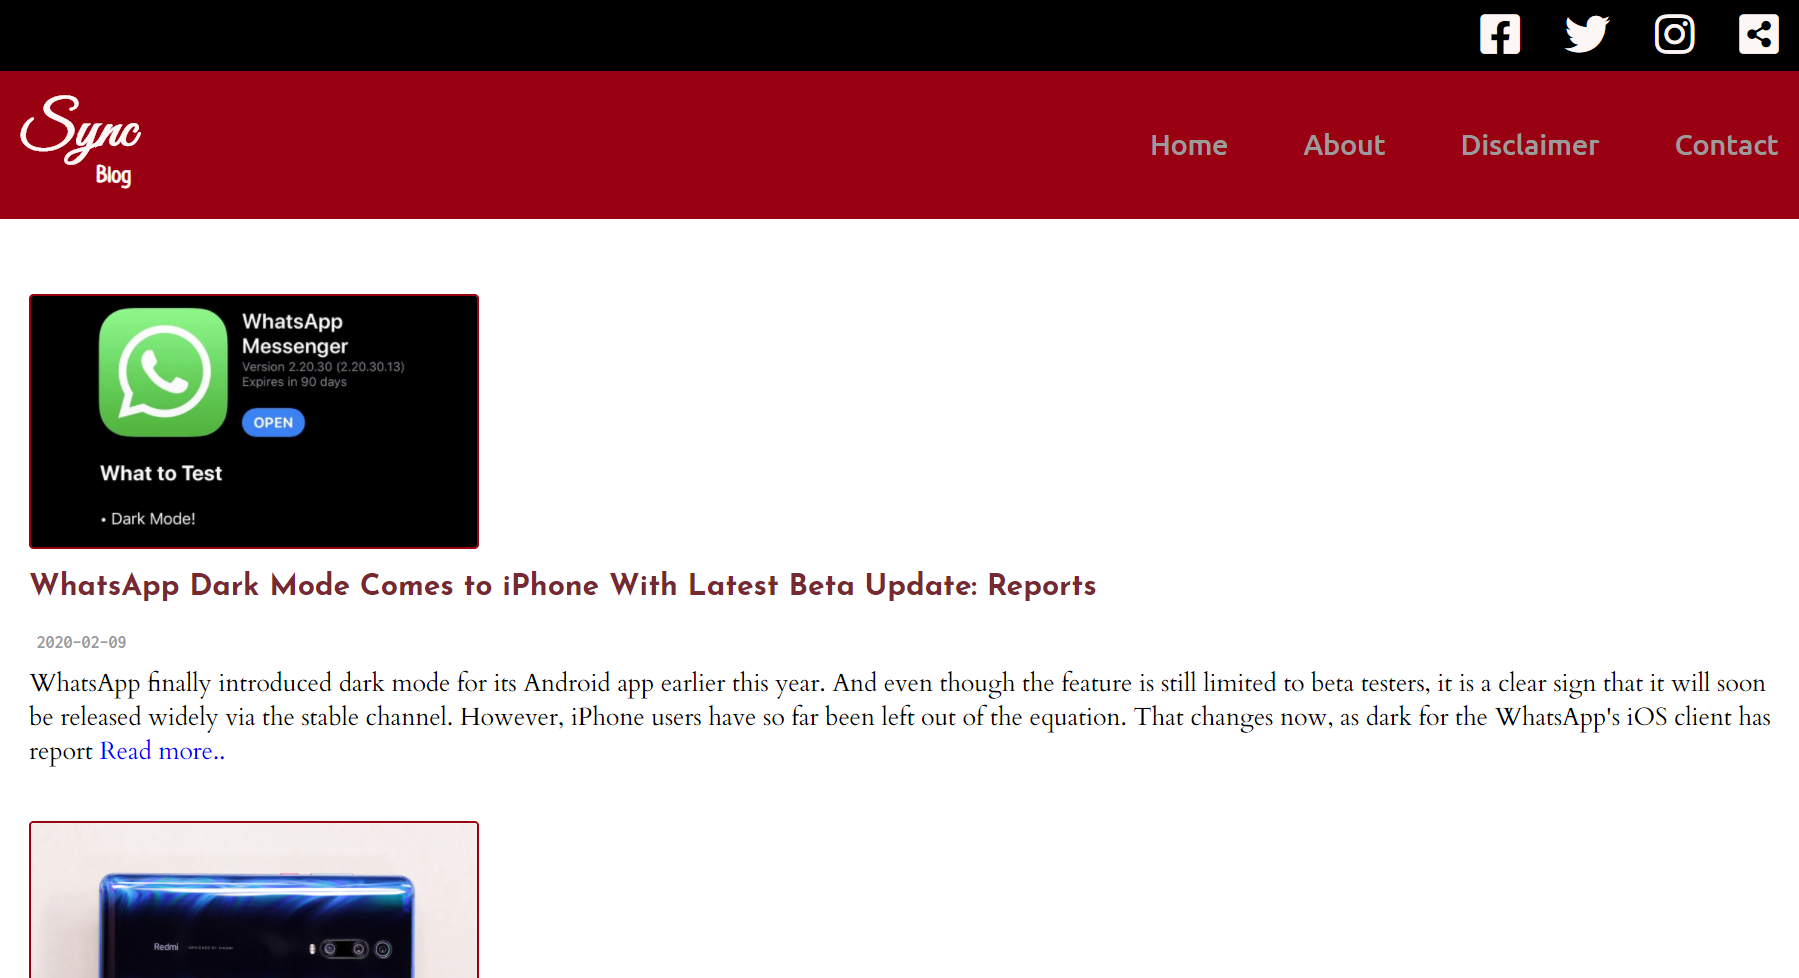 Sync
Blog
Home About Disclaimer Contact
WhatsApp
Messenger
Version 2.20.30 (2.20.30.13)
Expires in 90 days
OPEN
What to Test
• Dark Mode!
WhatsApp Dark Mode Comes to iPhone With Latest Beta Update: Reports
2020-02-09
WhatsApp finally introduced dark mode for its Android app earlier this year. And even though the feature is still limited to beta testers, it is a clear sign that it will soon
be released widely via the stable channel. However, iPhone users have so far been left out of the equation. That changes now, as dark for the WhatsApp's iOS client has
report Read more..
Redmi DESIGNED BY XIAOMI